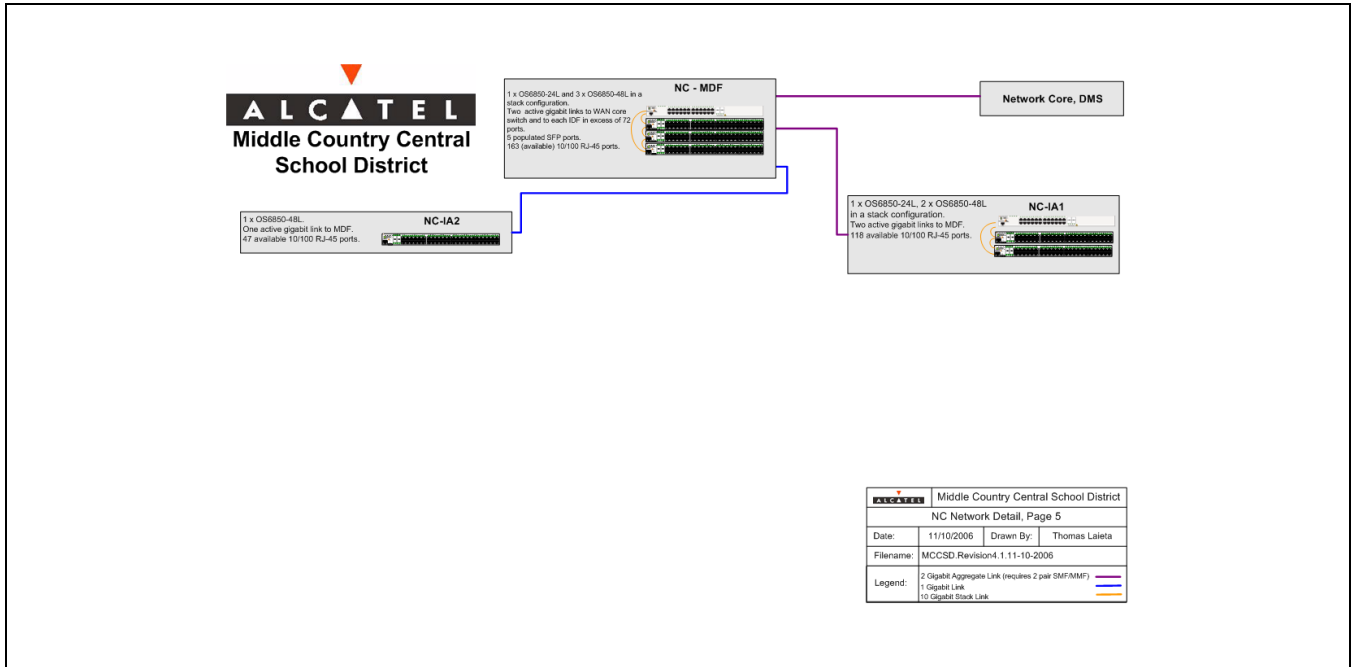 ALCATEL
Middle Country Central
School District
NC - MDF
1 x OS6850-24L and 3 x OS6850-48L in a
stack configuration.
Two active gigabit links to WAN core
switch and to each IDF in excess of 72
ports.
5 populated SFP ports.
163 (available) 10/100 RJ-45 ports.
Network Core, DMS
1 x OS6850-48L.
One active gigabit link to MDF.
47 available 10/100 RJ-45 ports.
NC-IA2
1 x OS6850-24L, 2 x OS6850-48L
in a stack configuration.
Two active gigabit links to MDF.
118 available 10/100 RJ-45 ports.
NC-IA1
ALCATEL
Middle Country Central School District
NC Network Detail, Page 5
Date: 11/10/2006 Drawn By: Thomas Laieta
Filename: MCCSD.Revision4.1.11-10-2006
Legend:
2 Gigabit Aggregate Link (requires 2 pair SMF/MMF)
1 Gigabit Link
10 Gigabit Stack Link